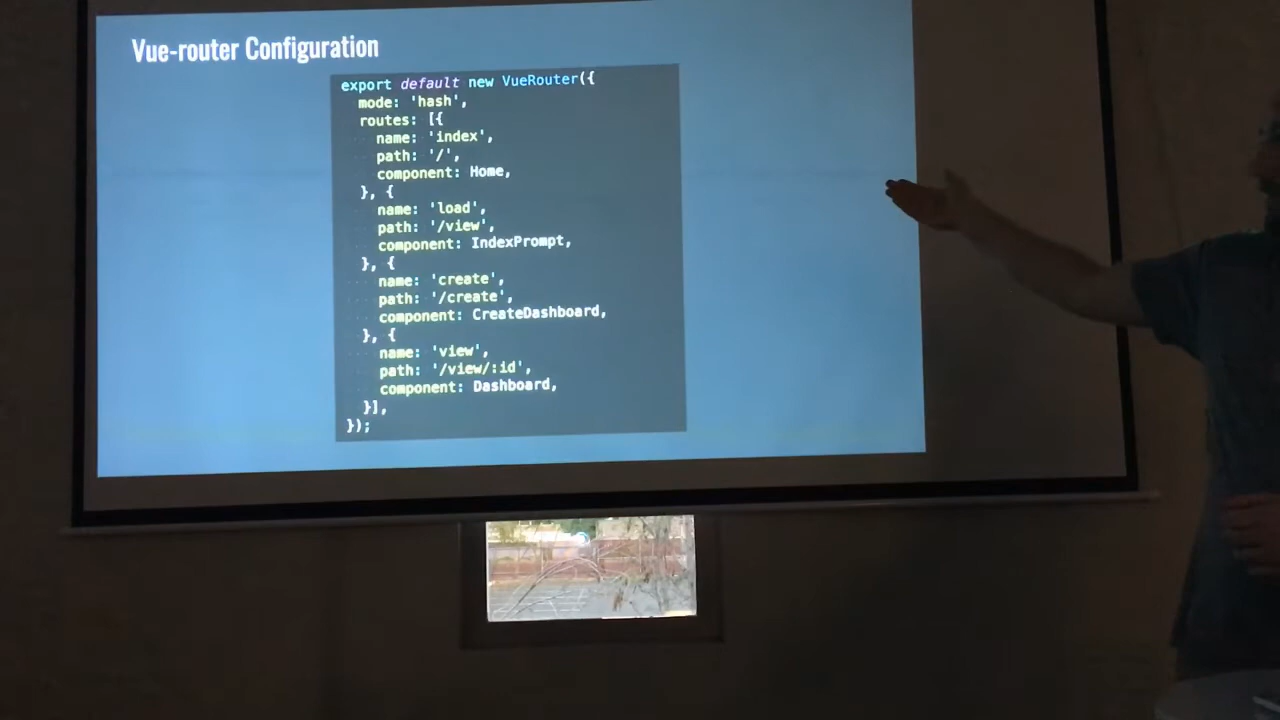 Vue-router Configuration
export default new VueRouter({
mode: 'hash',
routes: [{
name: 'index',
path: '/',
component: Home,
}, {
name: 'load',
path: '/view',
component: IndexPrompt,
}, {
name: 'create',
path: '/create',
component: CreateDashboard,
}, {
name: 'view',
path: '/view/:id',
component: Dashboard,
}],
});